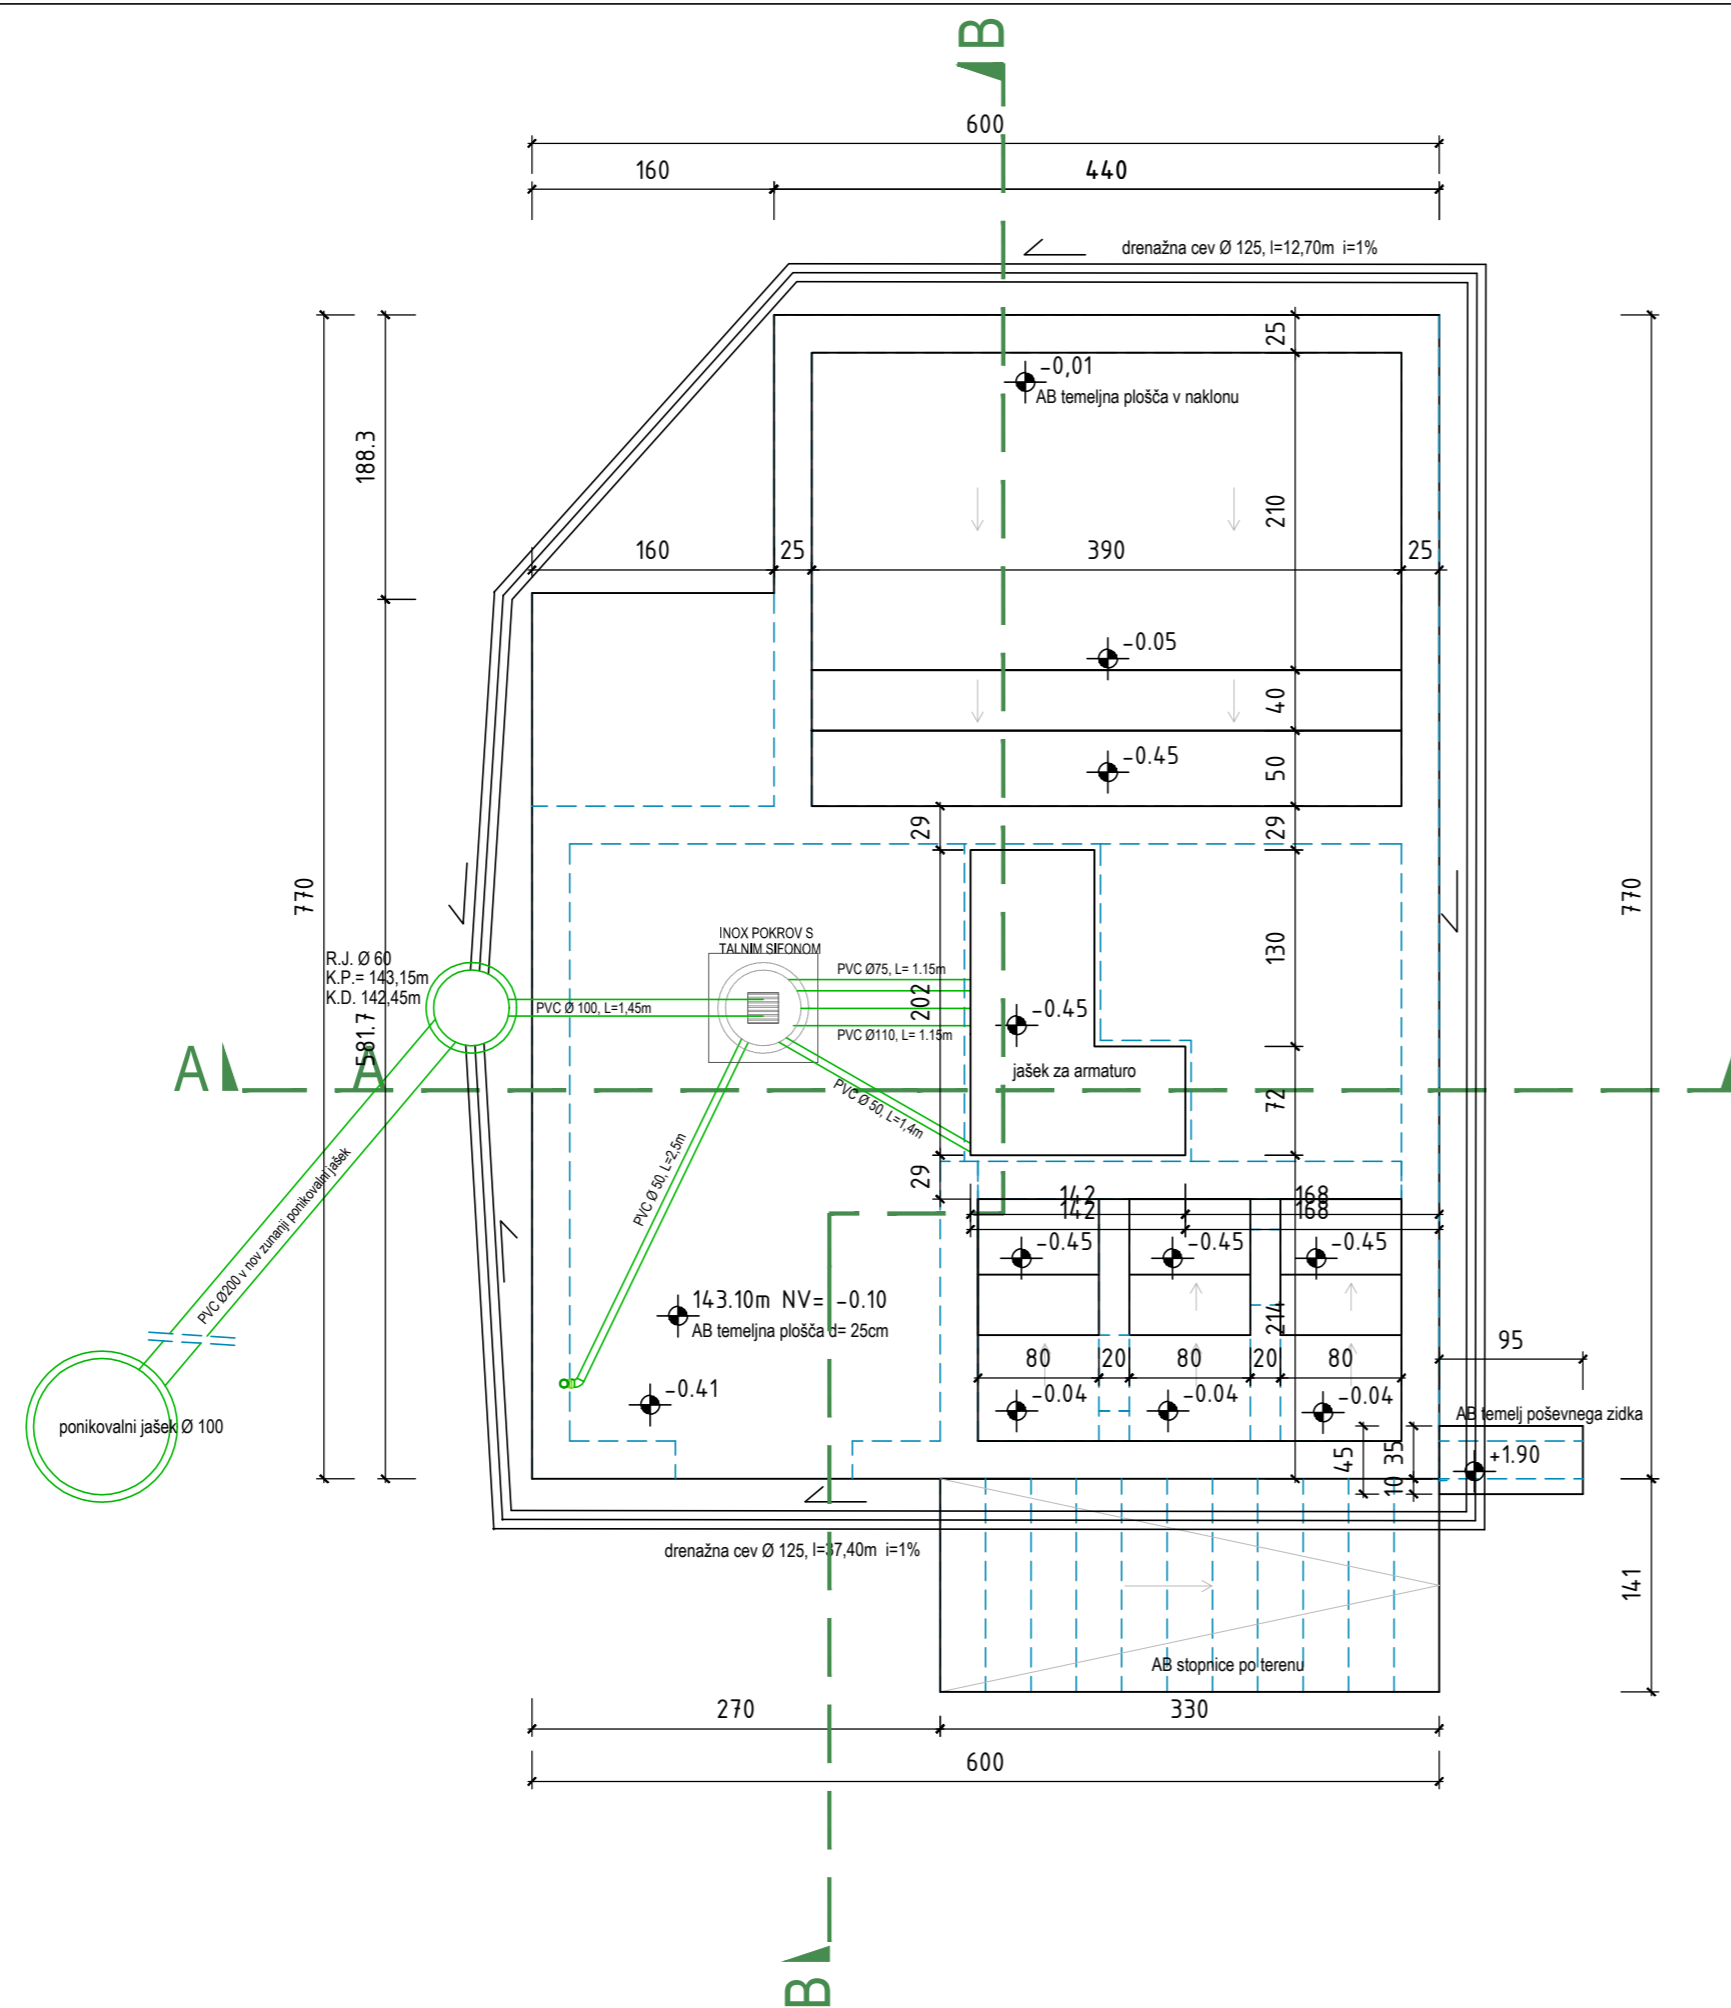 B
600
160
440
drenažna cev Ø 125, l=12,70m i=1%
25
-0,01
AB temeljna plošča v naklonu
188.3
210
160
25
390
25
-0.05
40
-0.45
50
29
29
770
770
INOX POKROV S
TALNIM SIFONOM
130
R.J. Ø 60
K.P.= 143,15m
K.D. 142,45m
PVC Ø75, L= 1.15m
202
PVC Ø 100, L=1,45m
-0.45
PVC Ø110, L= 1.15m
581.7
A
A
jašek za armaturo
72
PVC Ø 50, L=1,4m
PVC Ø 50, L=2,5m
29
142
168
142
168
PVC Ø200 v nov zunanji ponikovalni jašek
-0.45
-0.45
-0.45
143.10m NV= -0.10
AB temeljna plošča d= 25cm
214
95
80
20
80
20
80
-0.41
-0.04
-0.04
-0.04
ponikovalni jašek Ø 100
AB temelj poševnega zidka
45
10 35
+1.90
drenažna cev Ø 125, l=37,40m i=1%
141
AB stopnice po terenu
270
330
600
B